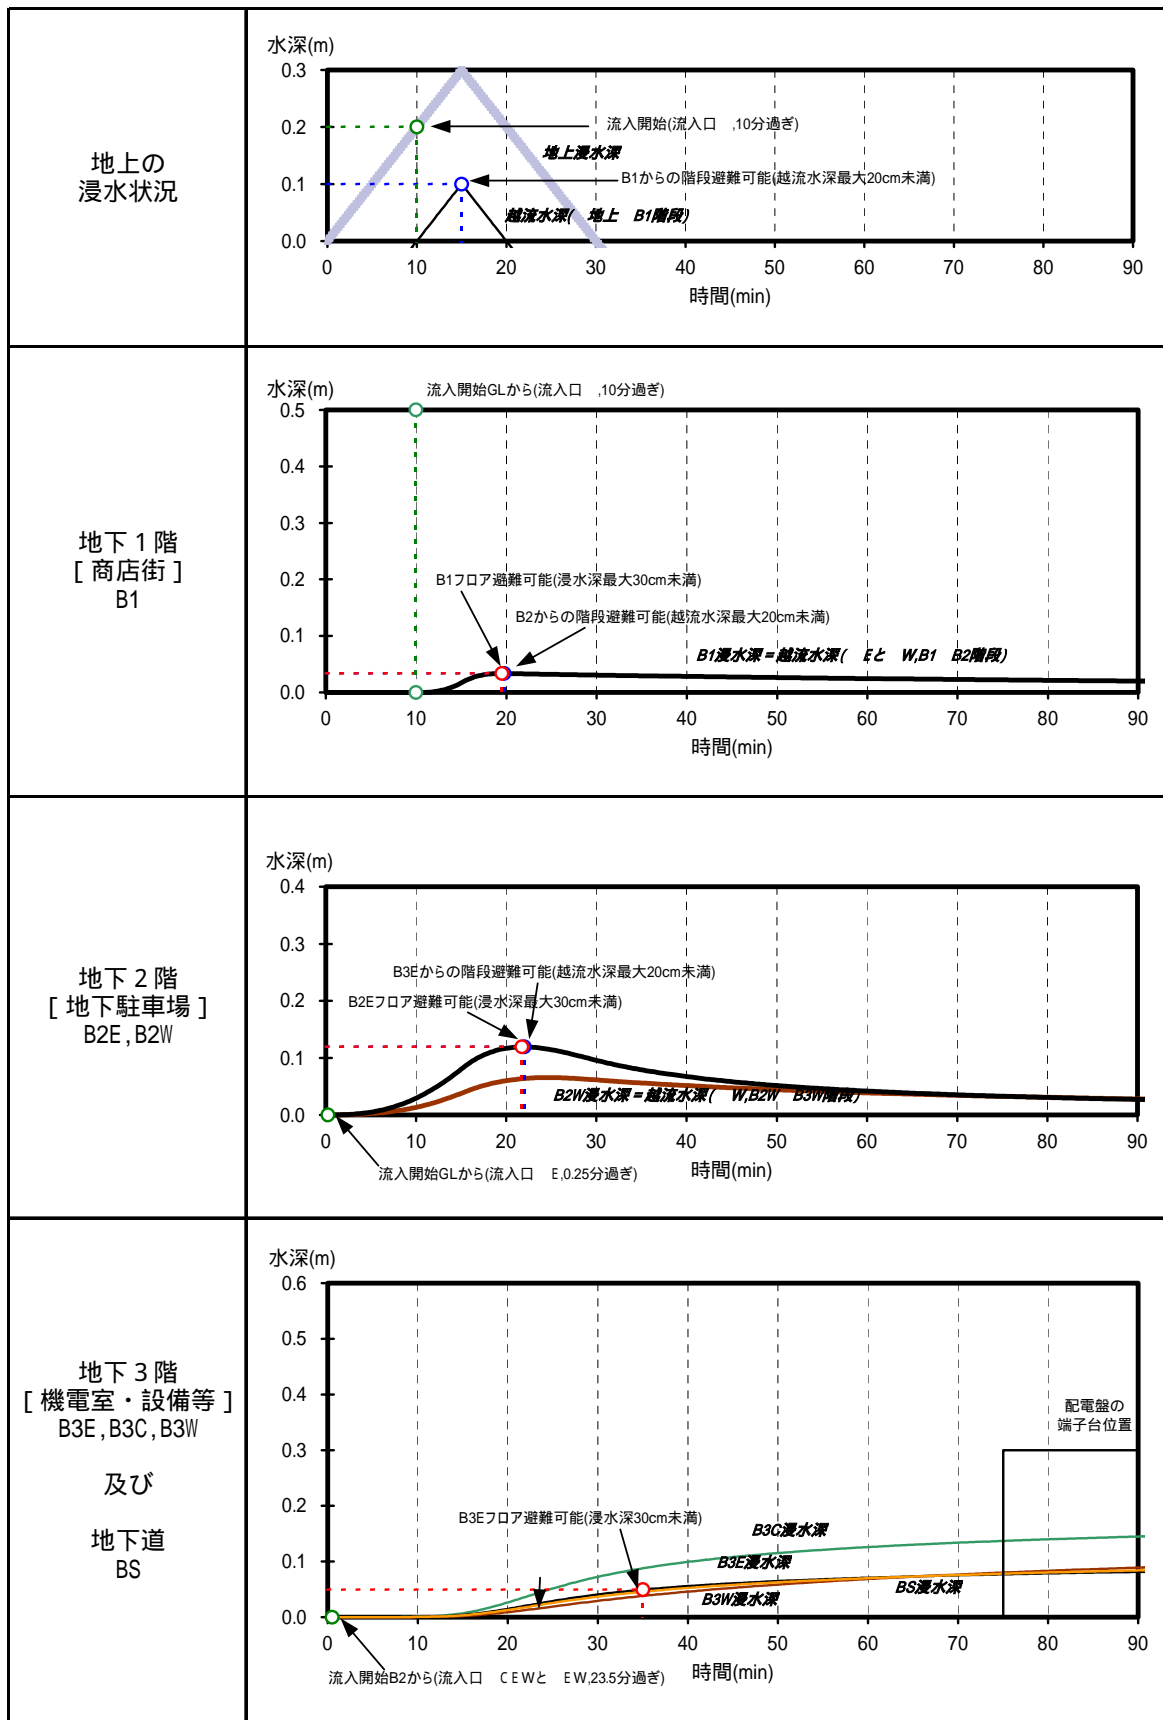 地上の
浸水状況
水深(m)
0.3
0.2
0.1
0.0
流入開始(流入口 ,10分過ぎ)
地上浸水深
B1からの階段避難可能(越流水深最大20cm未満)
越流水深( 地上 B1階段)
0 10 20 30 40 50 60 70 80 90
時間(min)
地下1階
[商店街]
B1
水深(m)
流入開始GLから(流入口 ,10分過ぎ)
0.5
0.4
0.3
0.2
0.1
0.0
B1フロア避難可能(浸水深最大30cm未満)
B2からの階段避難可能(越流水深最大20cm未満)
B1浸水深=越流水深( Eと W,B1 B2階段)
0 10 20 30 40 50 60 70 80 90
時間(min)
地下2階
[地下駐車場]
B2E,B2W
水深(m)
0.4
0.3
0.2
0.1
0.0
B3Eからの階段避難可能(越流水深最大20cm未満)
B2Eフロア避難可能(浸水深最大30cm未満)
B2W浸水深=越流水深( W,B2W B3W階段)
0 10 20 30 40 50 60 70 80 90
時間(min)
流入開始GLから(流入口 E,0.25分過ぎ)
地下3階
[機電室・設備等]
B3E,B3C,B3W
及び
地下道
BS
水深(m)
0.6
0.5
0.4
0.3
0.2
0.1
0.0
配電盤の
端子台位置
B3Eフロア避難可能(浸水深30cm未満)
B3C浸水深
B3E浸水深
BS浸水深
B3W浸水深
0 10 20 30 40 50 60 70 80 90
時間(min)
流入開始B2から(流入口 CEWと EW,23.5分過ぎ)